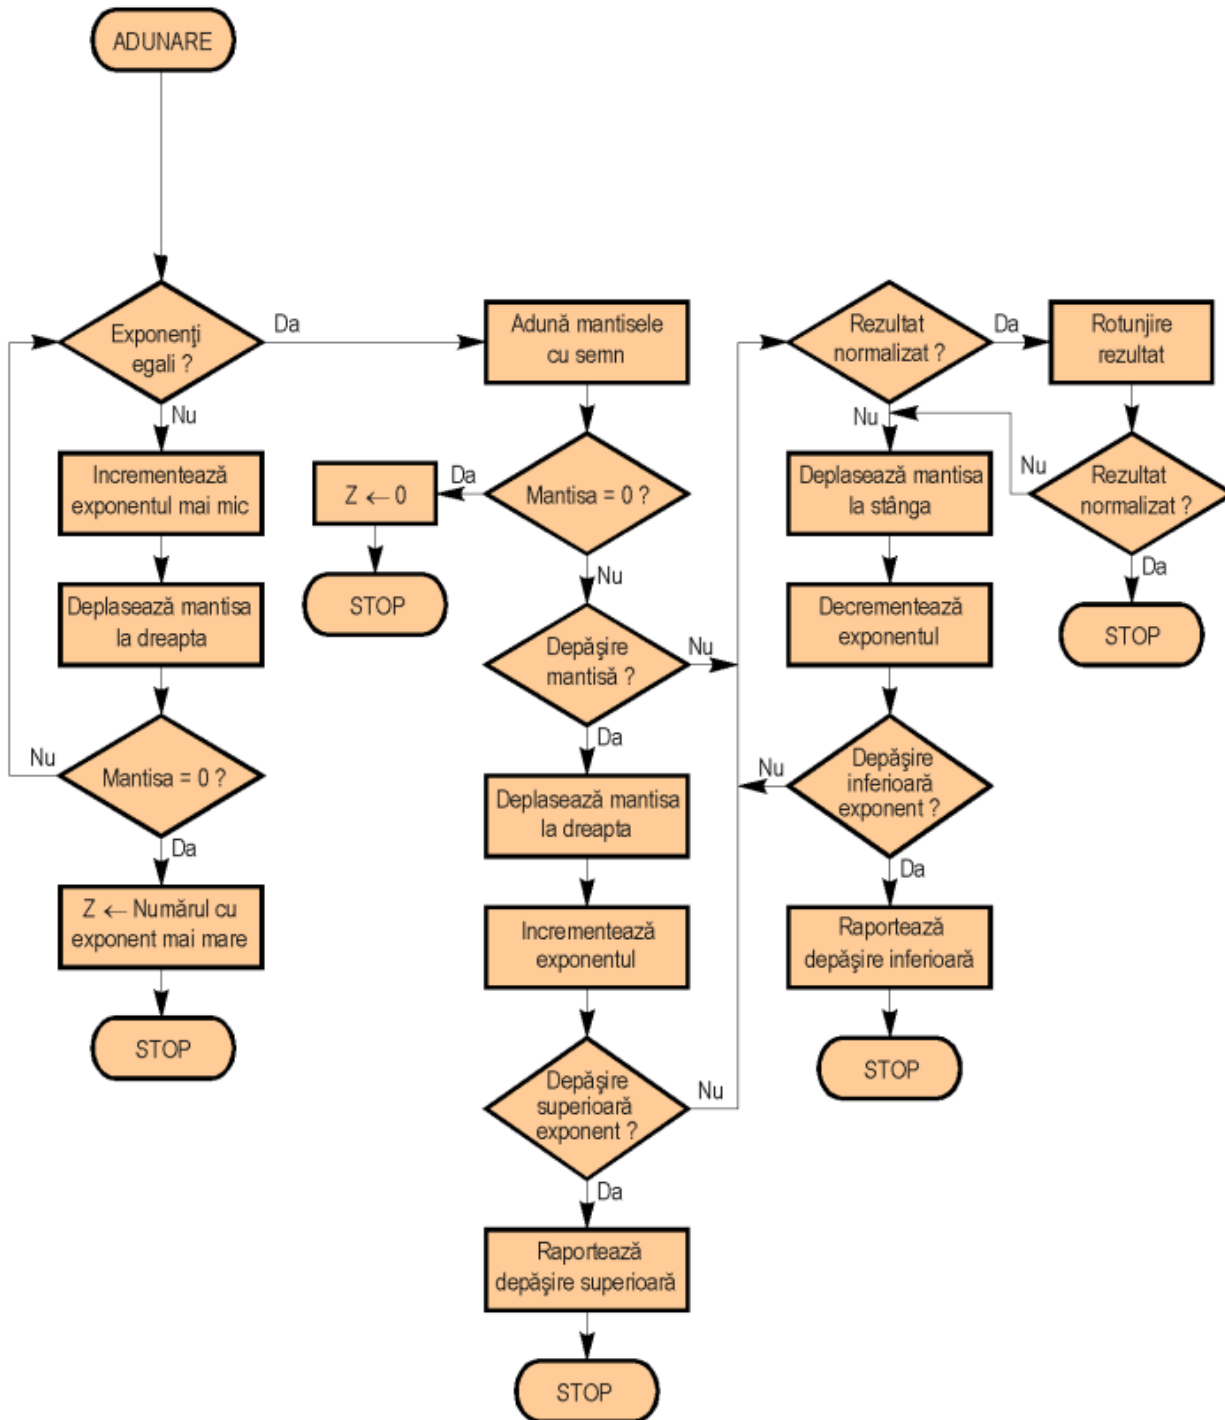 ADUNARE
Exponenţi
egali ?
Da
Nu
Incrementează
exponentul mai mic
Deplasează mantisa
la dreapta
Mantisa = 0 ?
Nu
Da
Z ← Numărul cu
exponent mai mare
STOP
Adună mantisele
cu semn
Mantisa = 0 ?
Da
Z ← 0
STOP
Nu
Depăşire
mantisă ?
Nu
Da
Deplasează mantisa
la dreapta
Incrementează
exponentul
Depăşire
superioară
exponent ?
Nu
Da
Raportează
depăşire superioară
STOP
Rezultat
normalizat ?
Da
Nu
Deplasează mantisa
la stânga
Decrementează
exponentul
Depăşire
inferioară
exponent ?
Nu
Da
Raportează
depăşire inferioară
STOP
Rotunjire
rezultat
Rezultat
normalizat ?
Nu
Da
STOP